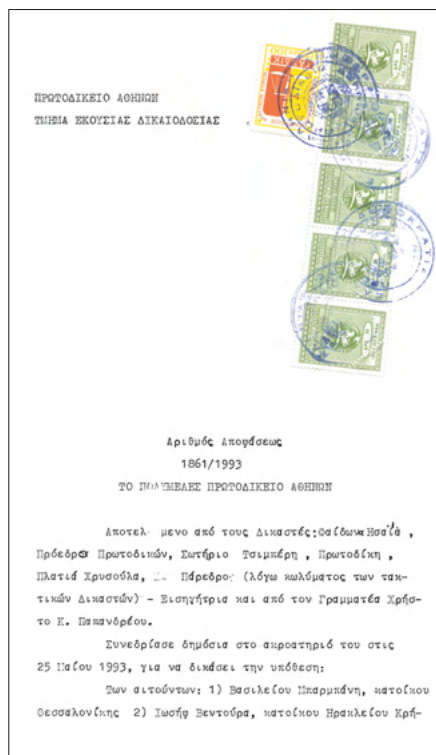 ΠΡΩΤΟΔΙΚΕΙΟ ΑΘΗΝΩΝ
ΤΜΗΜΑ ΕΚΟΥΣΙΑΣ ΔΙΚΑΙΟΔΟΣΙΑΣ
Αριθμός Αποφάσεως
1861/1993
ΤΟ ΠΟΛΥΜΕΛΕΣ ΠΡΩΤΟΔΙΚΕΙΟ ΑΘΗΝΩΝ
Αποτελ μενο από τους Δικαστές:Φαίδωνα Ησαΐα ,
Πρόεδρο Πρωτοδικών, Σωτήριο Τσιμπέρη , Πρωτοδίκη ,
Πλατιά Χρυσούλα, Πάρεδρο (λόγω κωλύματος των τακ-
τικών Δικαστών) - Εισηγήτρια και από τον Γραμματέα Χρήσ-
το Κ. Παπανδρέου.
Συνεδρίασε δημόσια στο ακροατηριό του στις
25 Μαΐου 1993, για να δικάσει την υπόθεση:
Των αιτούντων: 1) Βασιλείου Μπαρμπάνη, κατοίκου
Θεσσαλονίκης 2) Ιωσήφ Βεντούρα, κατοίκου Ηρακλείου Κρή-